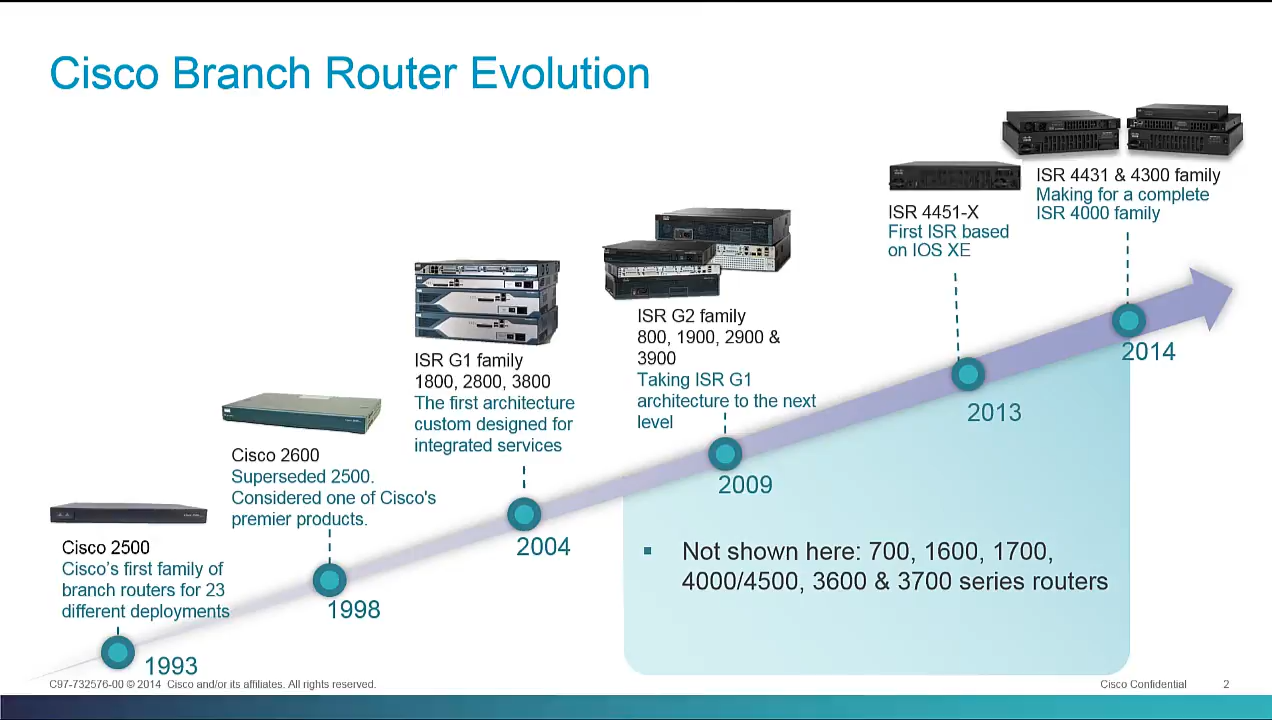 Cisco Branch Router Evolution
ISR 4431 & 4300 family
Making for a complete
ISR 4000 family
ISR 4451-X
First ISR based
on IOS XE
ISR G2 family
800, 1900, 2900 &
3900
Taking ISR G1
architecture to the next
level
ISR G1 family
1800, 2800, 3800
The first architecture
custom designed for
integrated services
Cisco 2600
Superseded 2500.
Considered one of Cisco's
premier products.
Cisco 2500
Cisco’s first family of
branch routers for 23
different deployments
1993
1998
2004
2009
2013
2014
▪ Not shown here: 700, 1600, 1700,
4000/4500, 3600 & 3700 series routers
C97-732576-00 © 2014 Cisco and/or its affiliates. All rights reserved.
Cisco Confidential
2